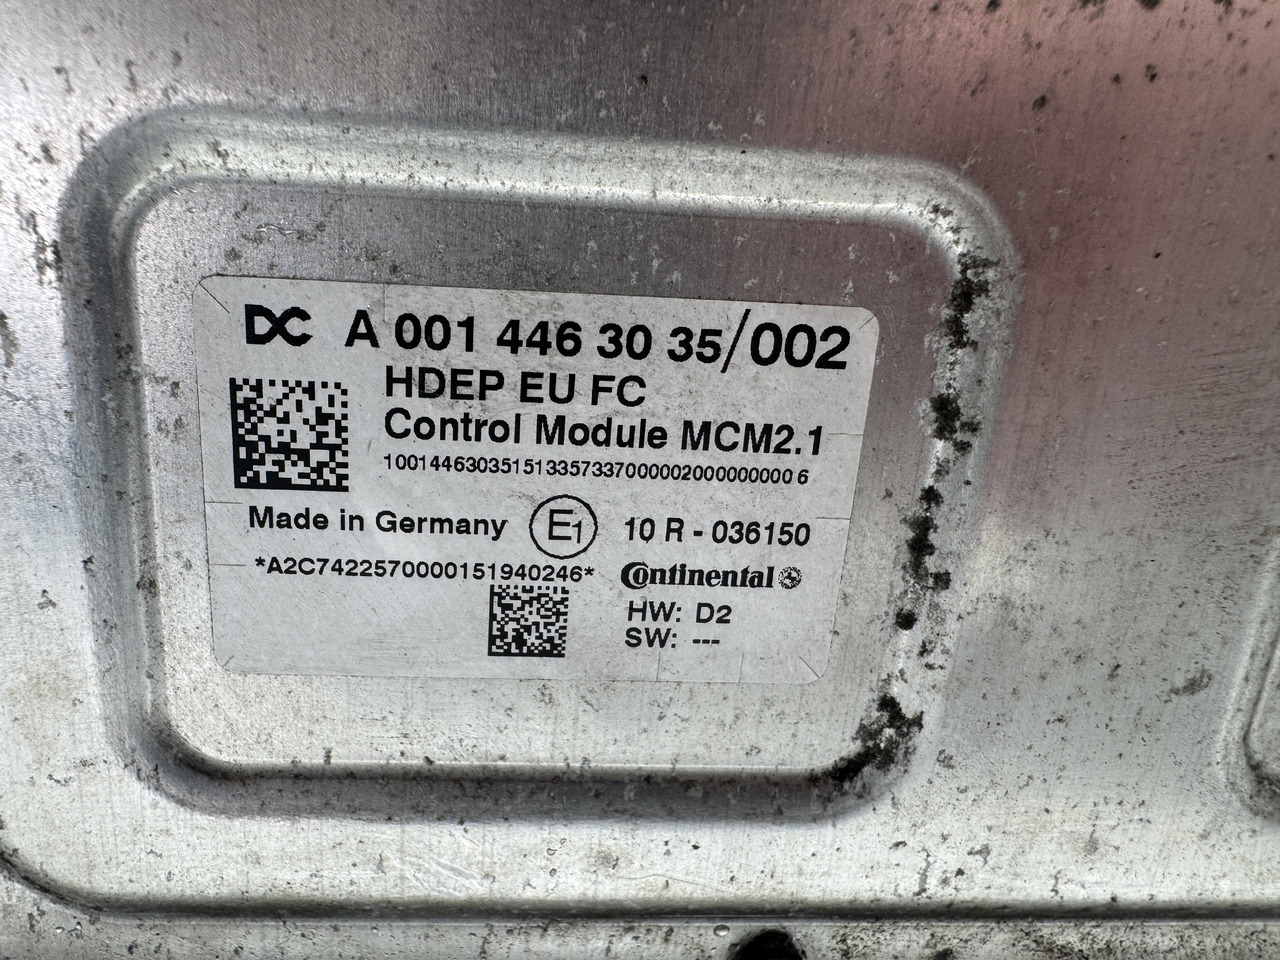 DC A 001 446 30 35/002
HDEP EU FC
Control Module MCM2.1
10014463035151335733700000200000000006
Made in Germany E1 10 R - 036150
*A2C7422570000151940246*
Continental
HW: D2
SW: ---